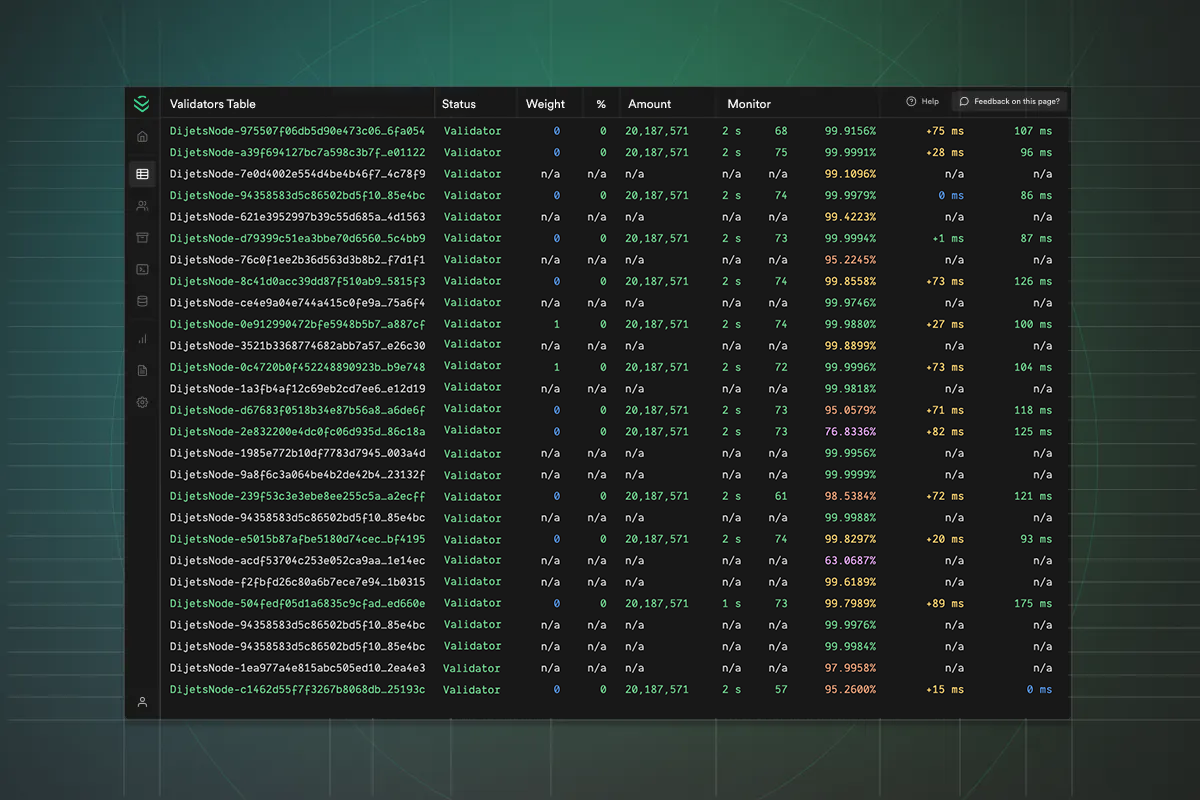 Validators Table Status Weight % Amount Monitor Help Feedback on this page?
DijetsNode-975507f06db5d90e473c06…6fa054 Validator 0 0 20,187,571 2 s 68 99.9156% +75 ms 107 ms
DijetsNode-a39f694127bc7a598c3b7f…e01122 Validator 0 0 20,187,571 2 s 75 99.9991% +28 ms 96 ms
DijetsNode-7e0d4002e554d4be4b46f7…4c78f9 Validator n/a n/a n/a n/a n/a 99.1096% n/a n/a
DijetsNode-94358583d5c86502bd5f10…85e4bc Validator 0 0 20,187,571 2 s 74 99.9979% 0 ms 86 ms
DijetsNode-621e3952997b39c55d685a…4d1563 Validator n/a n/a n/a n/a n/a 99.4223% n/a n/a
DijetsNode-d79399c51ea3bbe70d6560…5c4bb9 Validator 0 0 20,187,571 2 s 73 99.9994% +1 ms 87 ms
DijetsNode-76c0f1ee2b36d563d3b8b2…f7d1f1 Validator n/a n/a n/a n/a n/a 95.2245% n/a n/a
DijetsNode-8c41d0acc39dd87f510ab9…5815f3 Validator 0 0 20,187,571 2 s 74 99.8558% +73 ms 126 ms
DijetsNode-ce4e9a04e744a415c0fe9a…75a6f4 Validator n/a n/a n/a n/a n/a 99.9746% n/a n/a
DijetsNode-0e912990472bfe5948b5b7…a887cf Validator 1 0 20,187,571 2 s 74 99.9880% +27 ms 100 ms
DijetsNode-3521b3368774682abb7a57…e26c30 Validator n/a n/a n/a n/a n/a 99.8899% n/a n/a
DijetsNode-0c4720b0f452248890923b…b9e748 Validator 1 0 20,187,571 2 s 72 99.9996% +73 ms 104 ms
DijetsNode-1a3fb4af12c69eb2cd7ee6…e12d19 Validator n/a n/a n/a n/a n/a 99.9818% n/a n/a
DijetsNode-d67683f0518b34e87b56a8…a6de6f Validator 0 0 20,187,571 2 s 73 95.0579% +71 ms 118 ms
DijetsNode-2e832200e4dc0fc06d935d…86c18a Validator 0 0 20,187,571 2 s 73 76.8336% +82 ms 125 ms
DijetsNode-1985e772b10df7783d7945…003a4d Validator n/a n/a n/a n/a n/a 99.9956% n/a n/a
DijetsNode-9a8f6c3a064be4b2de42b4…23132f Validator n/a n/a n/a n/a n/a 99.9999% n/a n/a
DijetsNode-239f53c3e3ebe8ee255c5a…a2ecff Validator 0 0 20,187,571 2 s 61 98.5384% +72 ms 121 ms
DijetsNode-94358583d5c86502bd5f10…85e4bc Validator n/a n/a n/a n/a n/a 99.9988% n/a n/a
DijetsNode-e5015b87afbe5180d74cec…bf4195 Validator 0 0 20,187,571 2 s 74 99.8297% +20 ms 93 ms
DijetsNode-acdf53704c253e052ca9aa…1e14ec Validator n/a n/a n/a n/a n/a 63.0687% n/a n/a
DijetsNode-f2fbfd26c80a6b7ece7e94…1b0315 Validator n/a n/a n/a n/a n/a 99.6189% n/a n/a
DijetsNode-504fedf05d1a6835c9cfad…ed660e Validator 0 0 20,187,571 1 s 73 99.7989% +89 ms 175 ms
DijetsNode-94358583d5c86502bd5f10…85e4bc Validator n/a n/a n/a n/a n/a 99.9976% n/a n/a
DijetsNode-94358583d5c86502bd5f10…85e4bc Validator n/a n/a n/a n/a n/a 99.9984% n/a n/a
DijetsNode-1ea977a4e815abc505ed10…2ea4e3 Validator n/a n/a n/a n/a n/a 97.9958% n/a n/a
DijetsNode-c1462d55f7f3267b8068db…25193c Validator 0 0 20,187,571 2 s 57 95.2600% +15 ms 0 ms